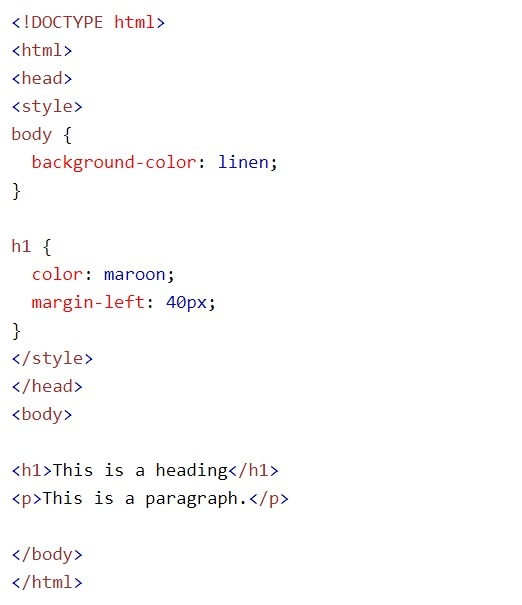 <!DOCTYPE html>
<html>
<head>
<style>
body {
  background-color: linen;
}

h1 {
  color: maroon;
  margin-left: 40px;
}
</style>
</head>
<body>

<h1>This is a heading</h1>
<p>This is a paragraph.</p>

</body>
</html>